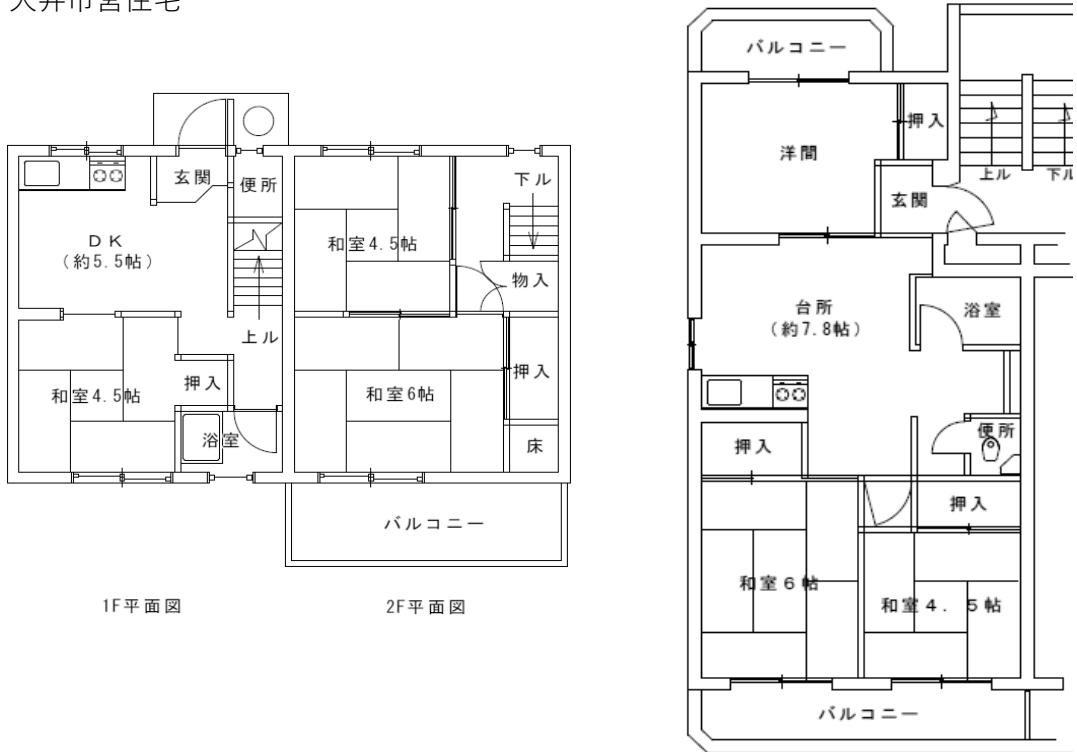 バルコニー
玄関
便所
DK
(約5.5帖)
上ル
和室4.5帖
押入
浴室
和室4.5帖
下ル
物入
和室6帖
押入
床
バルコニー
1F平面図
2F平面図
洋間
押入
玄関
上ル
下ル
台所
(約7.8帖)
浴室
便所
押入
押入
和室6帖
和室4.5帖
バルコニー